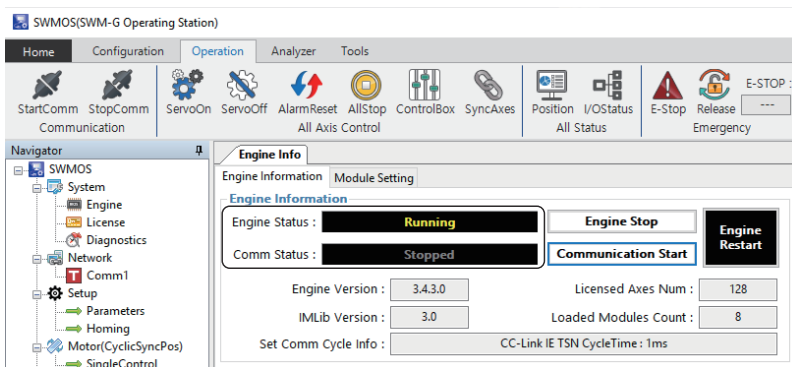 SWMOS(SWM-G Operating Station)
Home Configuration Operation Analyzer Tools
StartComm StopComm ServoOn ServoOff AlarmReset AllStop ControlBox SyncAxes Position I/OStatus E-Stop Release E-STOP :
---
Communication All Axis Control All Status Emergency
Navigator
Engine Info
SWMOS
Engine Information Module Setting
System
Engine Information
Engine
Engine Status : Running Engine Stop Engine Restart
License
Diagnostics
Comm Status : Stopped Communication Start
Network
Comm1
Engine Version : 3.4.3.0 Licensed Axes Num : 128
Setup
Parameters
IMLib Version : 3.0 Loaded Modules Count : 8
Homing
Set Comm Cycle Info : CC-Link IE TSN CycleTime : 1ms
Motor(CyclicSyncPos)
SingleControl